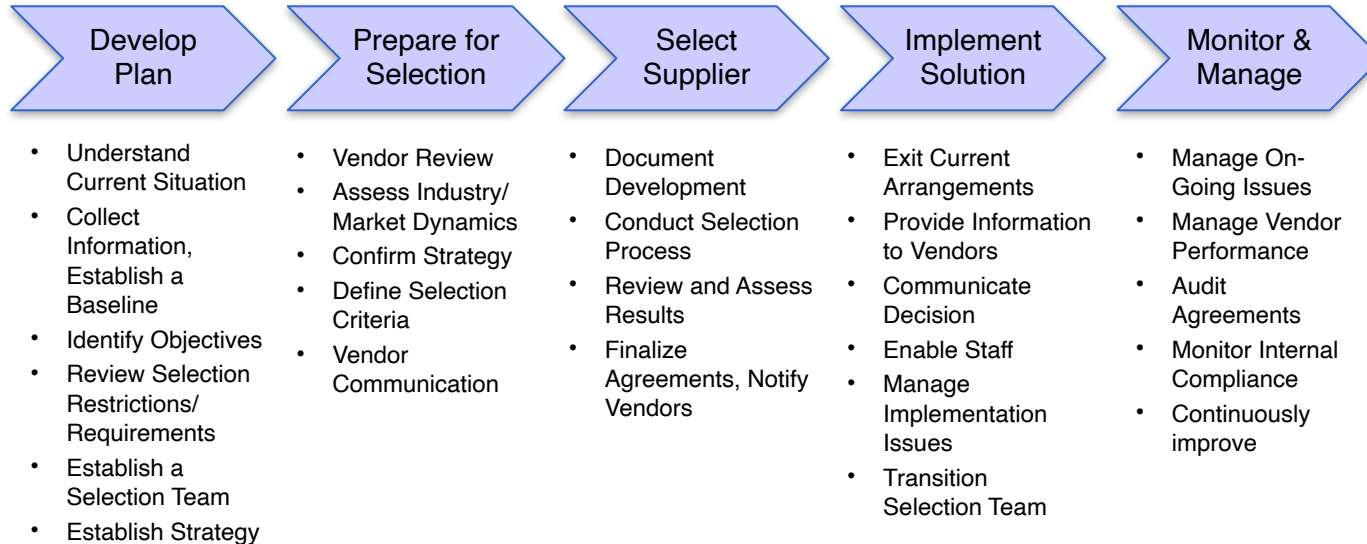 Develop
Plan
Prepare for
Selection
Select
Supplier
Implement
Solution
Monitor &
Manage
• Understand
Current Situation
• Collect
Information,
Establish a
Baseline
• Identify Objectives
• Review Selection
Restrictions/
Requirements
• Establish a
Selection Team
• Establish Strategy
• Vendor Review
• Assess Industry/
Market Dynamics
• Confirm Strategy
• Define Selection
Criteria
• Vendor
Communication
• Document
Development
• Conduct Selection
Process
• Review and Assess
Results
• Finalize
Agreements, Notify
Vendors
• Exit Current
Arrangements
• Provide Information
to Vendors
• Communicate
Decision
• Enable Staff
• Manage
Implementation
Issues
• Transition
Selection Team
• Manage On-
Going Issues
• Manage Vendor
Performance
• Audit
Agreements
• Monitor Internal
Compliance
• Continuously
improve